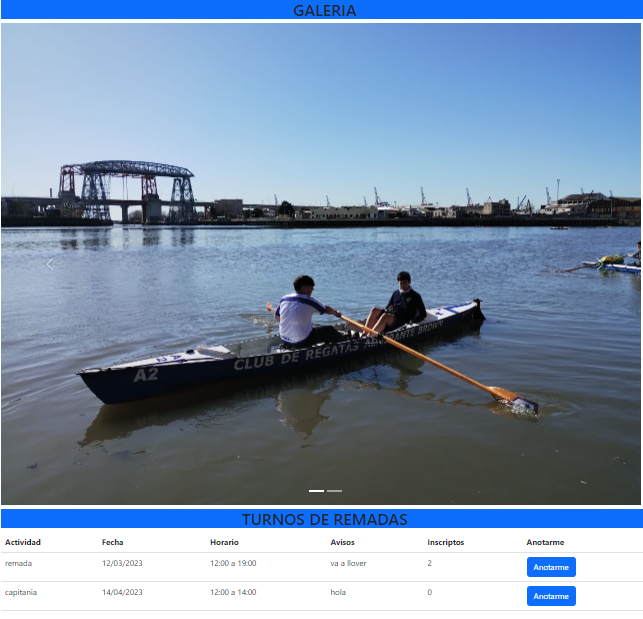 GALERIA
A2
CLUB DE REGATAS ALMIRANTE BROWN
TURNOS DE REMADAS
Actividad Fecha Horario Avisos Inscriptos Anotarme
remada 12/03/2023 12:00 a 19:00 va a llover 2 Anotarme
capitania 14/04/2023 12:00 a 14:00 hola 0 Anotarme